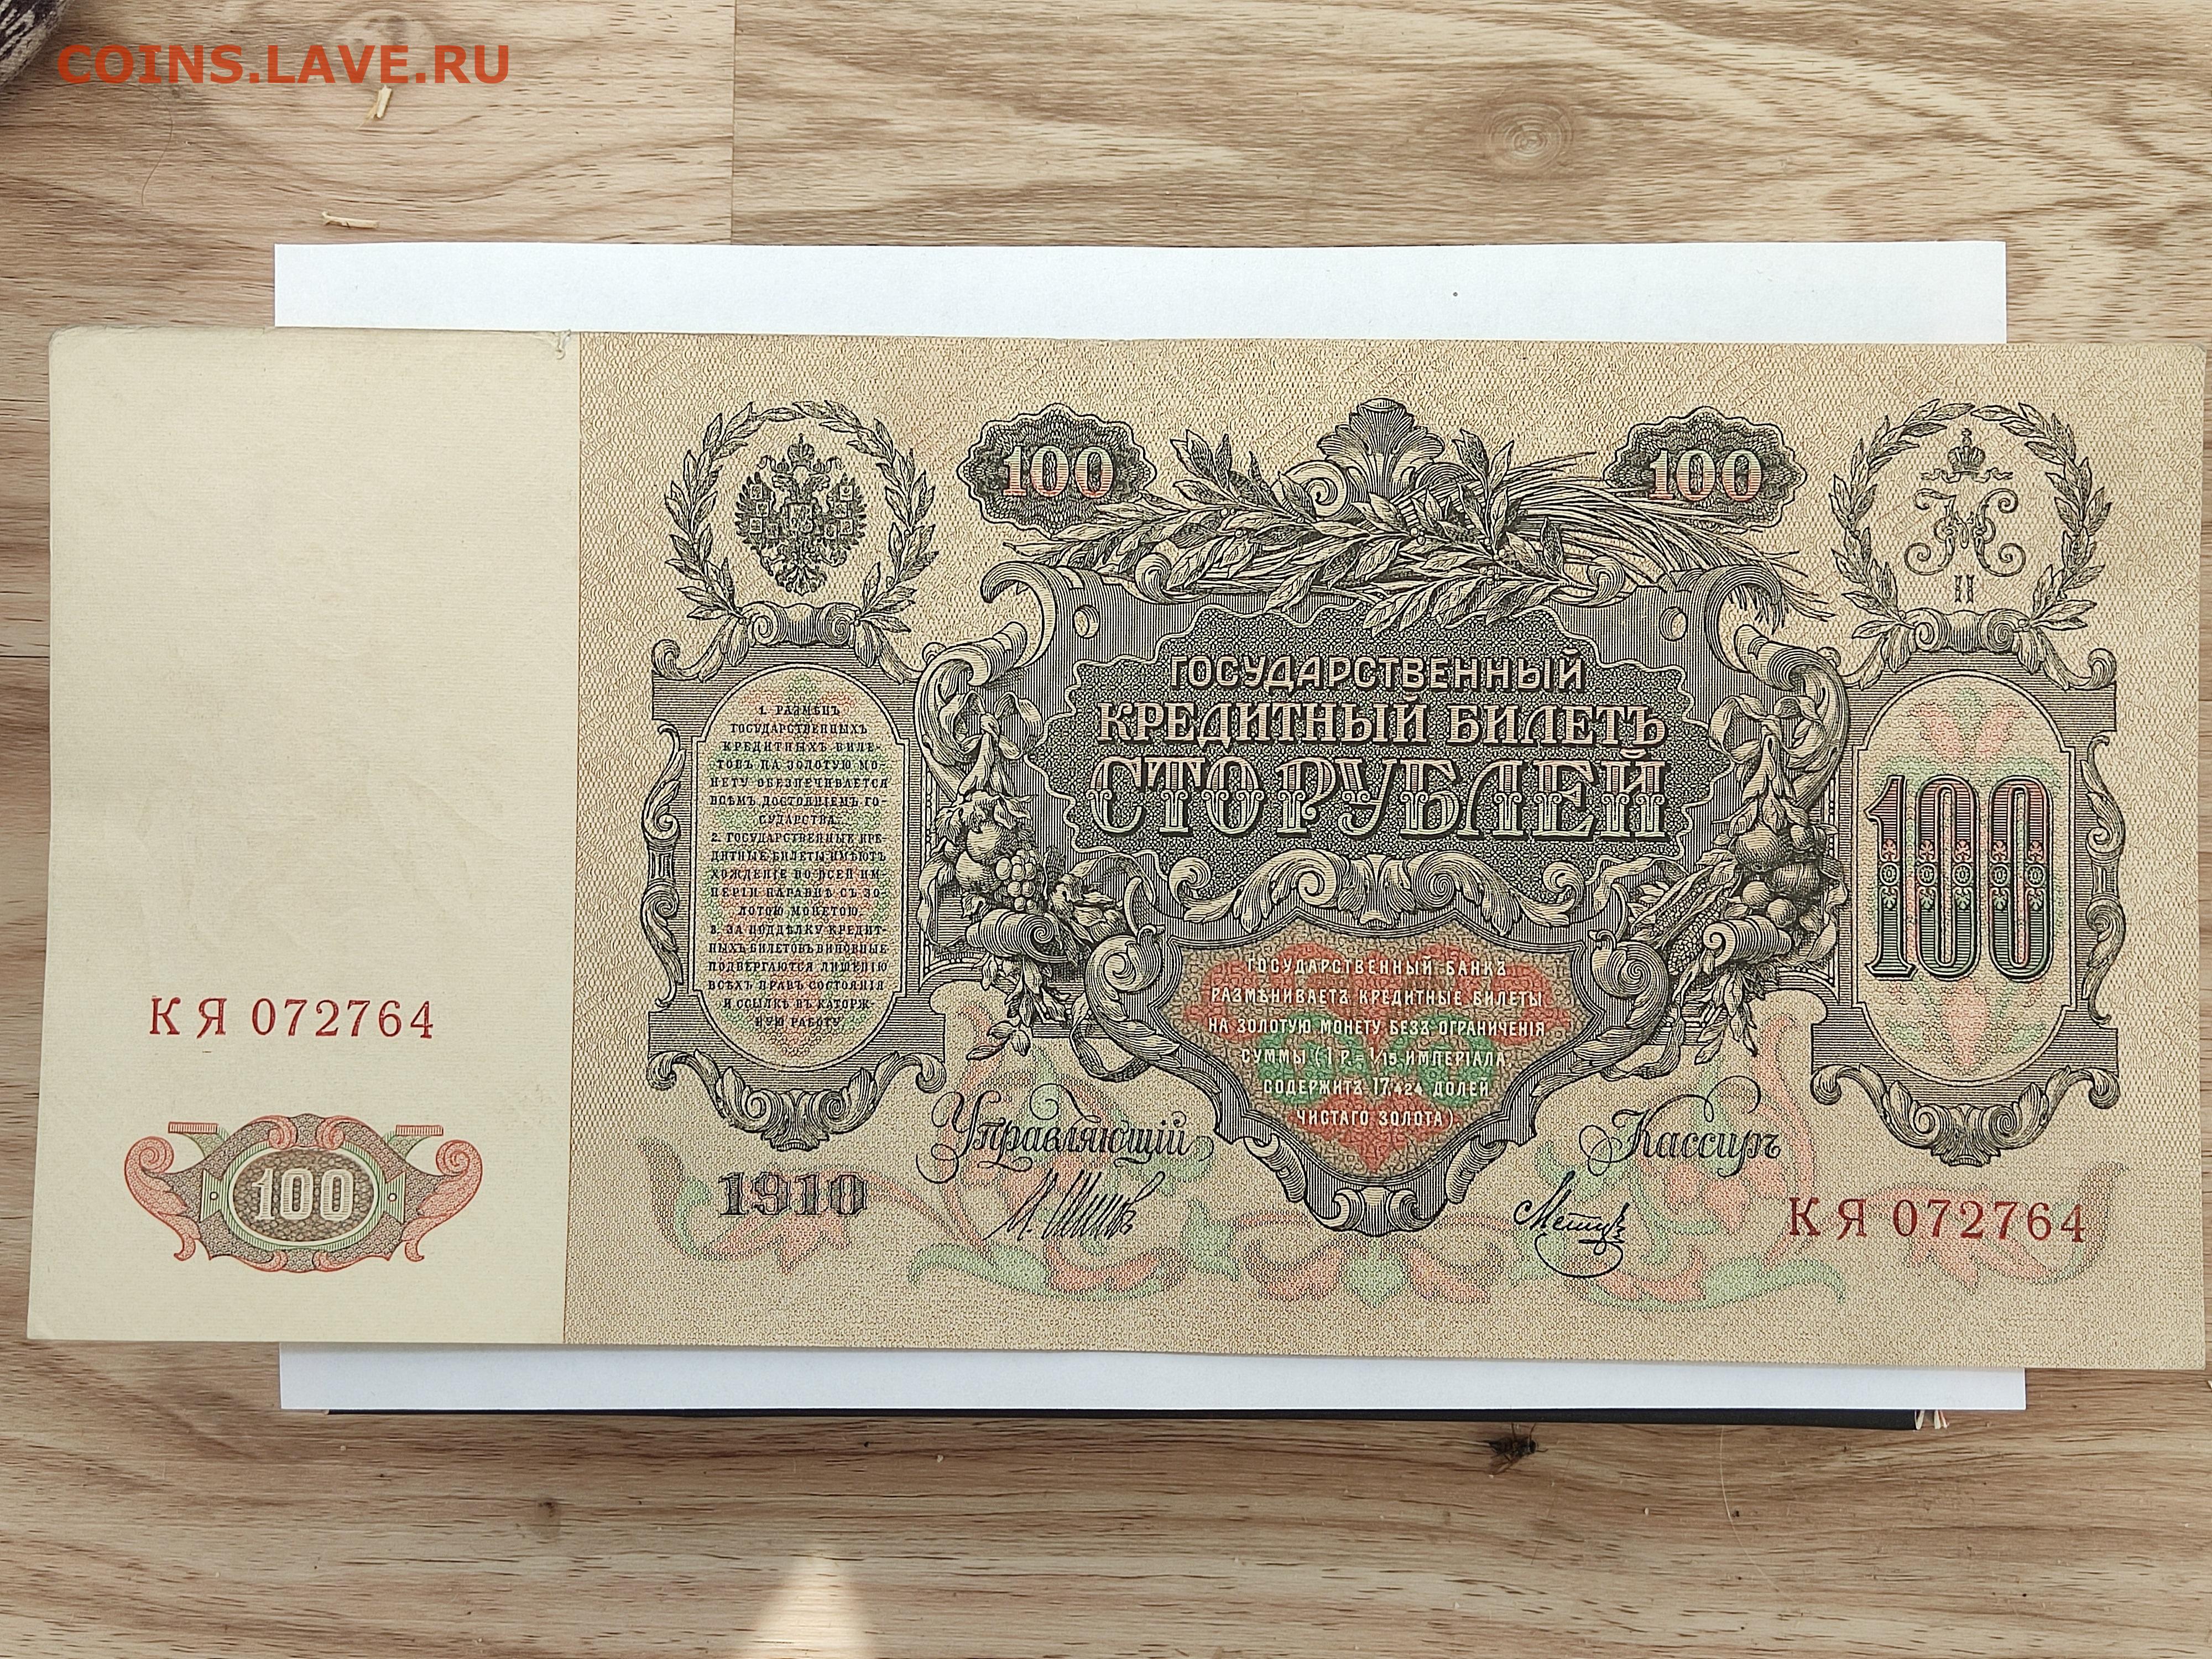 COINS.LAVE.RU
100
100
II
ГОСУДАРСТВЕННЫЙ
КРЕДИТНЫЙ БИЛЕТЪ
СТО РУБЛЕЙ
1. РАЗМѢНЪ
ГОСУДАРСТВЕННЫХЪ
КРЕДИТНЫХЪ БИЛЕ-
ТОВЪ НА ЗОЛОТУЮ МО-
НЕТУ ОБЕЗПЕЧИВАЕТСЯ
ВСѢМЪ ДОСТОЯНІЕМЪ ГО-
СУДАРСТВА.
2. ГОСУДАРСТВЕННЫЕ КРЕ-
ДИТНЫЕ БИЛЕТЫ ИМѢЮТЪ
ХОЖДЕНІЕ ВО ВСЕЙ ИМ-
ПЕРІИ НАРАВНѢ СЪ ЗО-
ЛОТОЮ МОНЕТОЮ
3. ЗА ПОДДѢЛКУ КРЕДИТ-
НЫХЪ БИЛЕТОВЪ ВИНОВНЫЕ
ПОДВЕРГАЮТСЯ ЛИШЕНІЮ
ВСѢХЪ ПРАВЪ СОСТОЯНІЯ
И ССЫЛКѢ ВЪ КАТОРЖ-
НУЮ РАБОТУ
100
ГОСУДАРСТВЕННЫЙ БАНКЪ
РАЗМѢНИВАЕТЪ КРЕДИТНЫЕ БИЛЕТЫ
НА ЗОЛОТУЮ МОНЕТУ БЕЗЪ ОГРАНИЧЕНІЯ
СУММЫ (1 Р. = 1/15 ИМПЕРІАЛА
СОДЕРЖИТЪ 17,424 ДОЛЕЙ
ЧИСТАГО ЗОЛОТА)
КЯ 072764
100
Управляющій
Кассиръ
1910
КЯ 072764